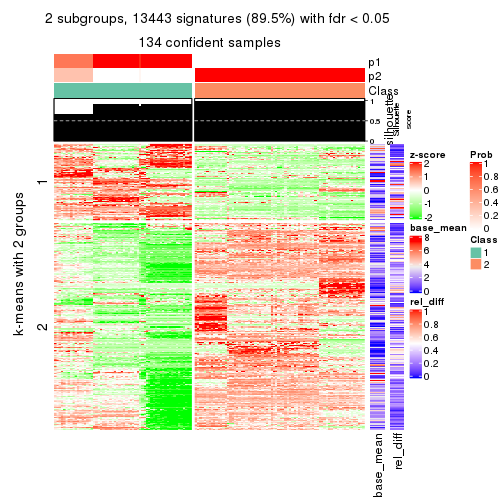 2 subgroups, 13443 signatures (89.5%) with fdr < 0.05
134 confident samples
p1
p2
Class
1
0.5
0
silhouette
Silhouette
score
k-means with 2 groups
1
2
base_mean
rel_diff
z-score
2
1
0
-1
-2
base_mean
8
6
4
2
0
rel_diff
1
0.8
0.6
0.4
0.2
0
Prob
1
0.8
0.6
0.4
0.2
0
Class
1
2